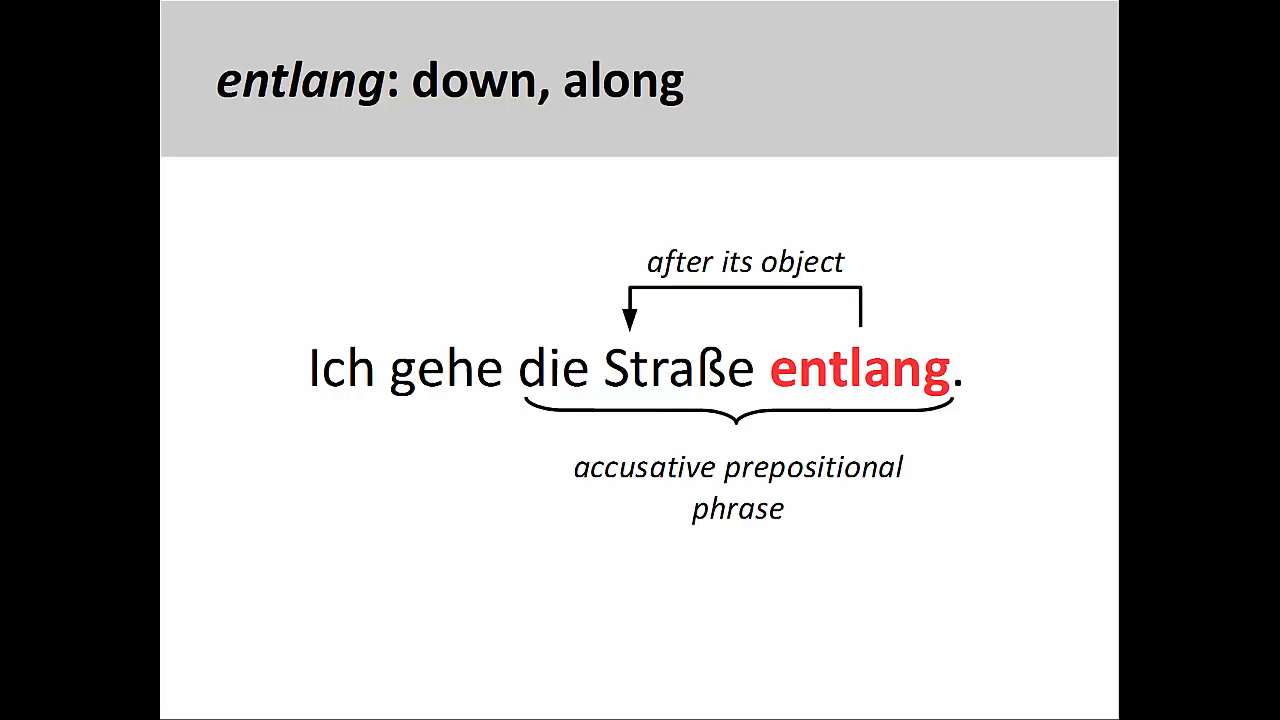 entlang: down, along
after its object
Ich gehe die Straße entlang.
accusative prepositional
phrase